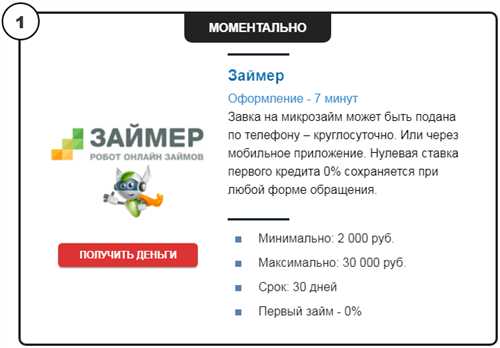 1
МОМЕНТАЛЬНО
ЗАЙМЕР
РОБОТ ОНЛАЙН ЗАЙМОВ
ПОЛУЧИТЬ ДЕНЬГИ
Займер
Оформление - 7 минут
Завка на микрозайм может быть подана
по телефону – круглосуточно. Или через
мобильное приложение. Нулевая ставка
первого кредита 0% сохраняется при
любой форме обращения.
Минимально: 2 000 руб.
Максимально: 30 000 руб.
Срок: 30 дней
Первый займ - 0%